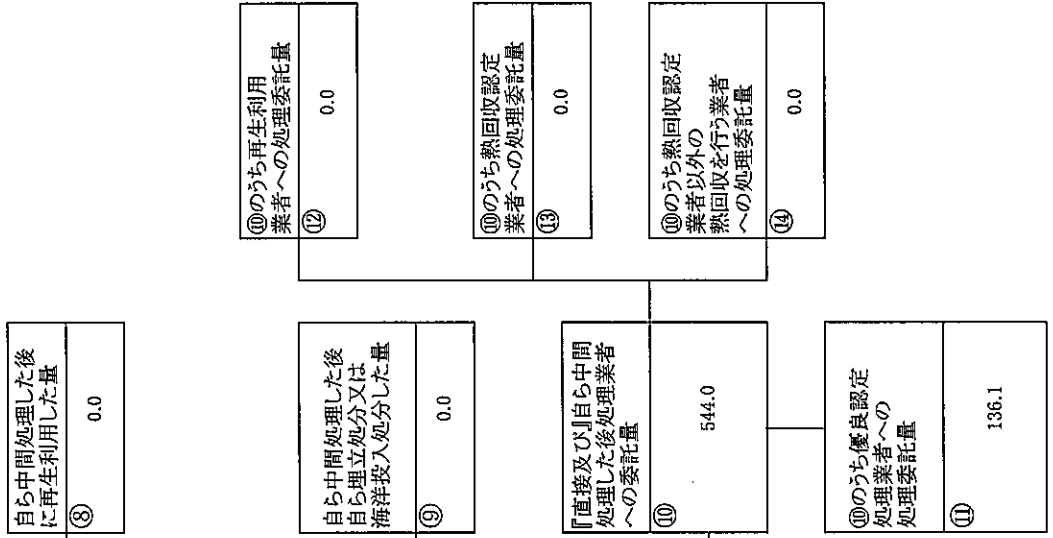 自ら中間処理した後
に再生利用した量
⑧
0.0
自ら中間処理した後
自ら埋立処分又は
海洋投入処分した量
⑨
0.0
『直接及び』自ら中間
処理した後処理業者
への委託量
⑩
544.0
⑩のうち優良認定
処理業者への
処理委託量
⑪
136.1
⑩のうち再生利用
業者への処理委託量
⑫
0.0
⑩のうち熱回収認定
業者への処理委託量
⑬
0.0
⑩のうち熱回収認定
業者以外の
熱回収を行う業者
への処理委託量
⑭
0.0